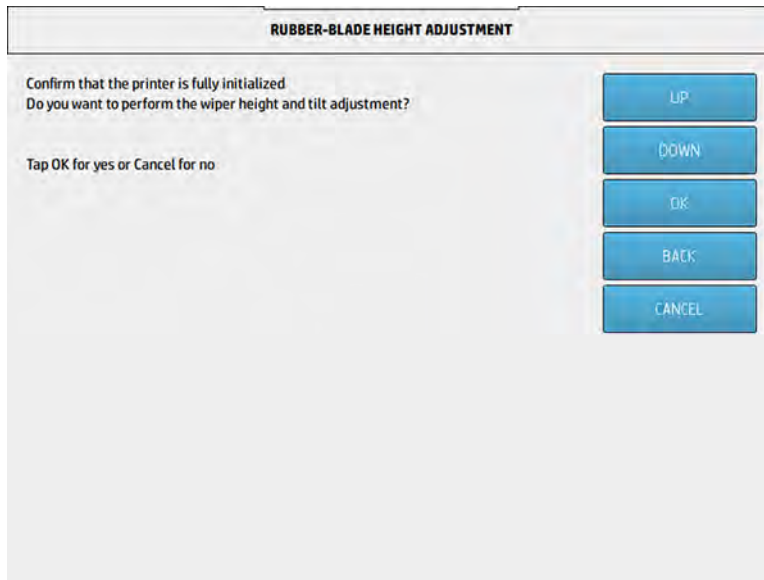 RUBBER-BLADE HEIGHT ADJUSTMENT
Confirm that the printer is fully initialized
Do you want to perform the wiper height and tilt adjustment?
Tap OK for yes or Cancel for no
UP
DOWN
OK
BACK
CANCEL